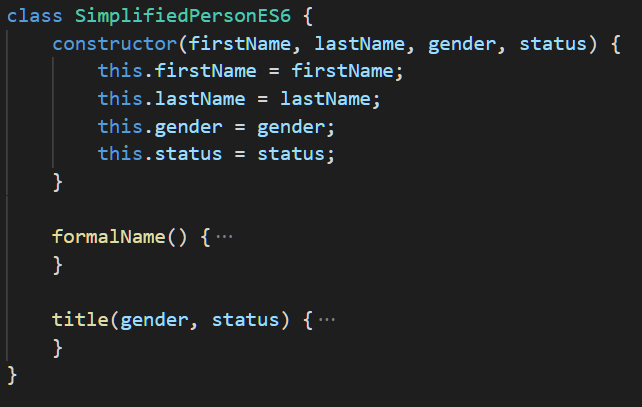 class SimplifiedPersonES6 {
    constructor(firstName, lastName, gender, status) {
        this.firstName = firstName;
        this.lastName = lastName;
        this.gender = gender;
        this.status = status;
    }
    formalName() {···
    }
    title(gender, status) {···
    }
}